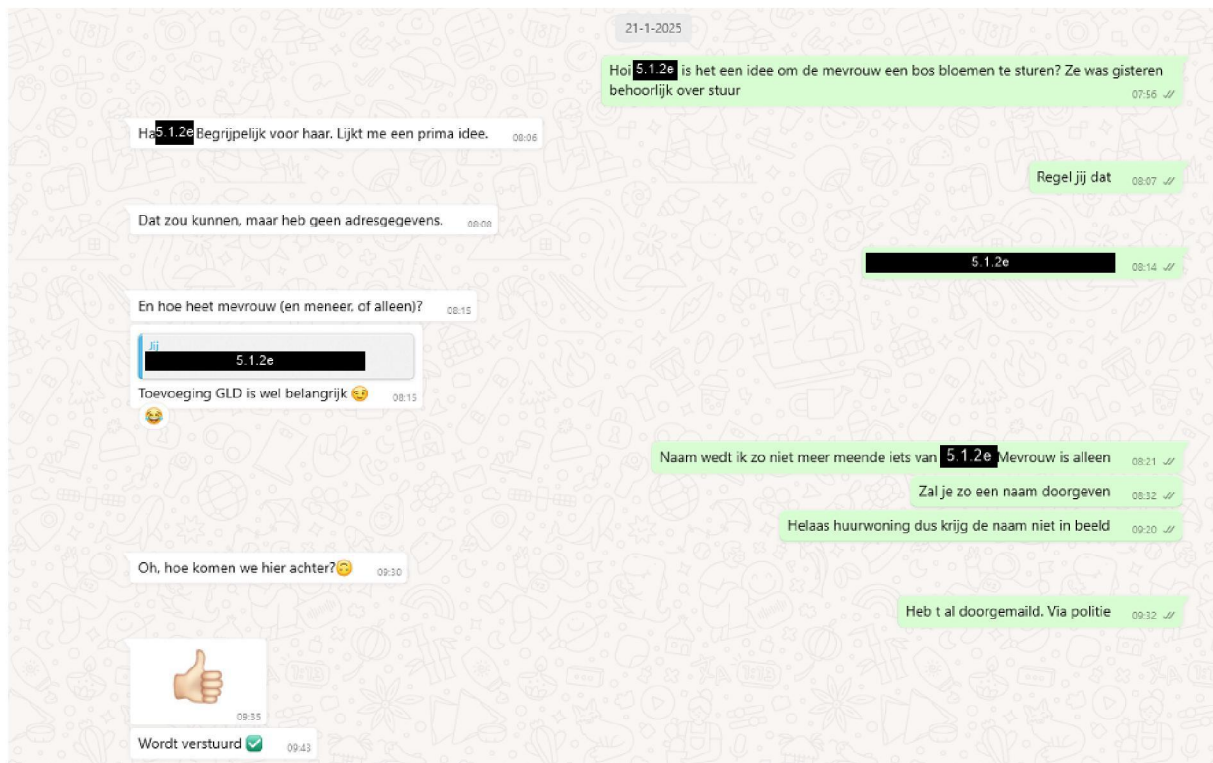 21-1-2025
Hoi 5.1.2e is het een idee om de mevrouw een bos bloemen te sturen? Ze was gisteren
behoorlijk over stuur 07:56
Ha 5.1.2e Begrijpelijk voor haar. Lijkt me een prima idee. 08:06
Regel jij dat 08:07
Dat zou kunnen, maar heb geen adresgegevens. 08:08
5.1.2e 08:14
En hoe heet mevrouw (en meneer, of alleen)? 08:15
Jij
5.1.2e
Toevoeging GLD is wel belangrijk 😏 08:15
😂
Naam wedt ik zo niet meer meende iets van 5.1.2e Mevrouw is alleen 08:21
Zal je zo een naam doorgeven 08:32
Helaas huurwoning dus krijg de naam niet in beeld 09:20
Oh, hoe komen we hier achter?🙃 09:30
Heb t al doorgemaild. Via politie 09:32
👍🏻
09:35
Wordt verstuurd ✅ 09:43